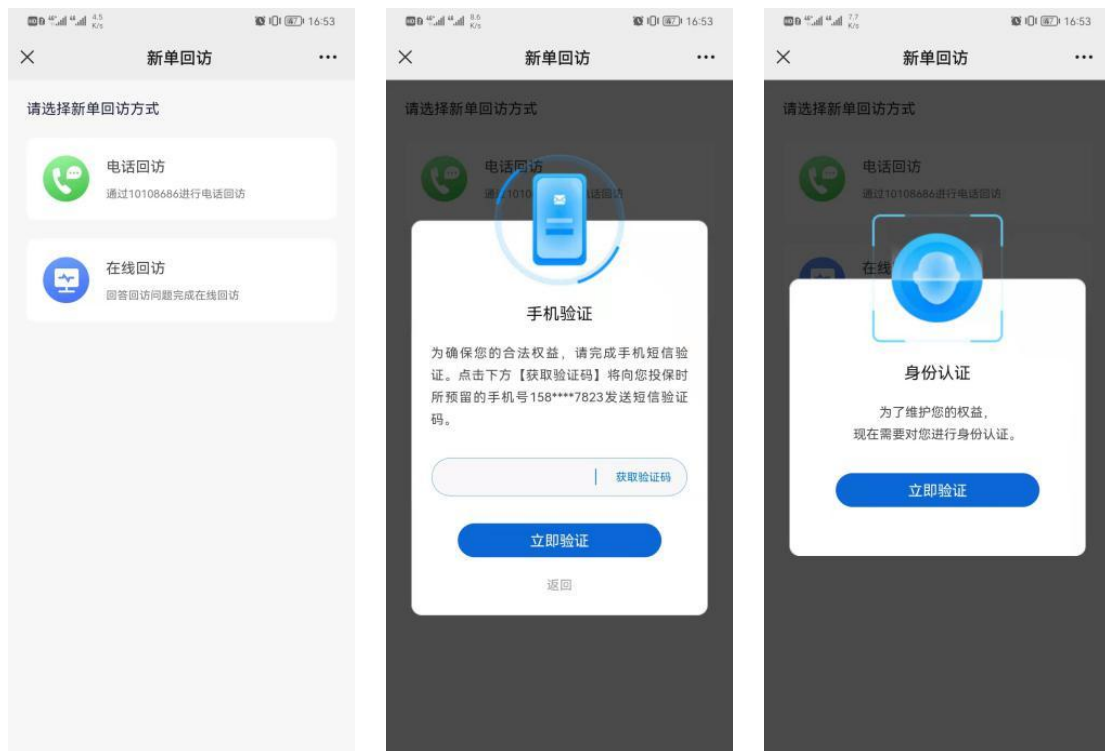 4.5
K/s
16:53
新单回访
请选择新单回访方式
电话回访
通过10108686进行电话回访
在线回访
回答回访问题完成在线回访
8.6
K/s
16:53
新单回访
请选择新单回访方式
电话回访
手机验证
为确保您的合法权益，请完成手机短信验
证。点击下方【获取验证码】将向您投保时
所预留的手机号158****7823发送短信验证
码。
获取验证码
立即验证
返回
7.7
K/s
16:53
新单回访
请选择新单回访方式
电话回访
通过10108686进行电话回访
在线
身份认证
为了维护您的权益，
现在需要对您进行身份认证。
立即验证